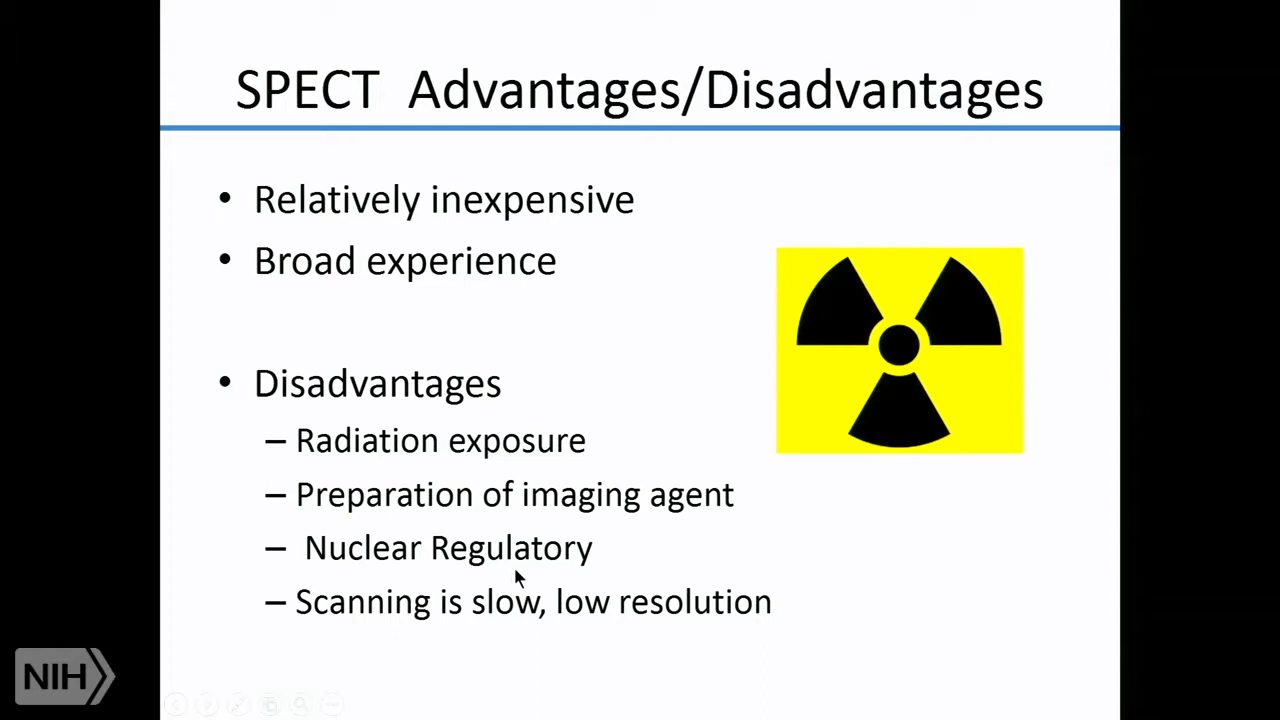 SPECT Advantages/Disadvantages
• Relatively inexpensive
• Broad experience
• Disadvantages
– Radiation exposure
– Preparation of imaging agent
– Nuclear Regulatory
– Scanning is slow, low resolution
NIH